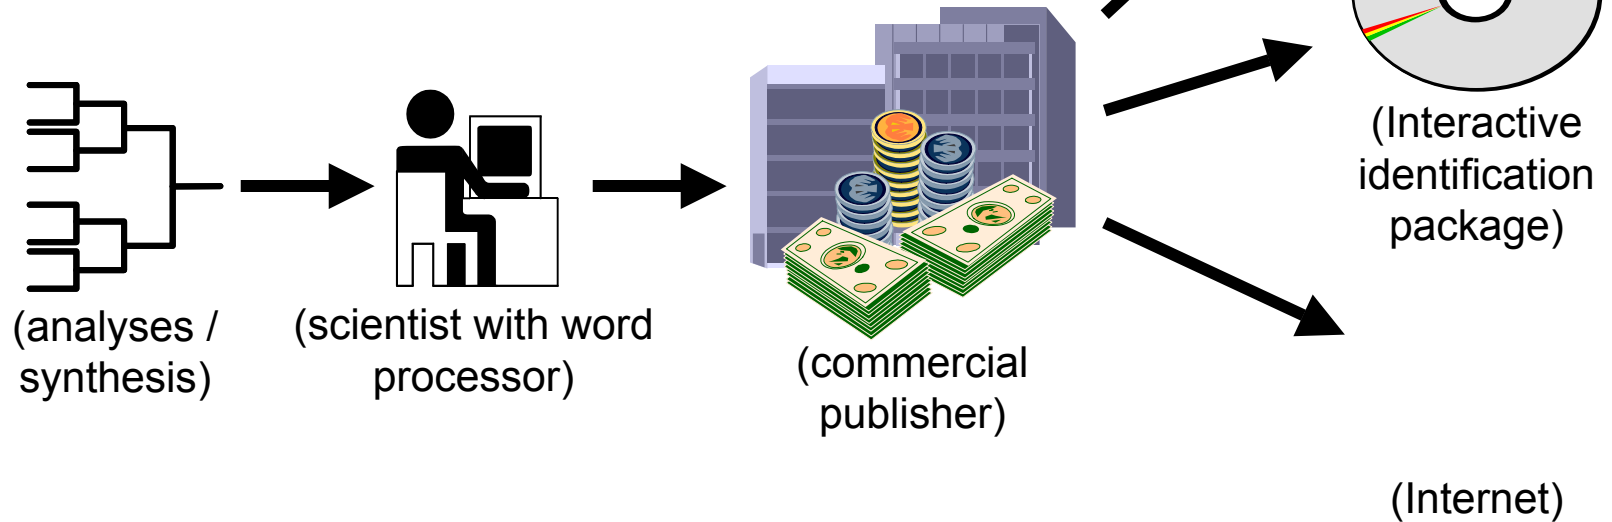 (analyses /
synthesis)
(scientist with word
processor)
(commercial
publisher)
(Interactive
identification
package)
(Internet)